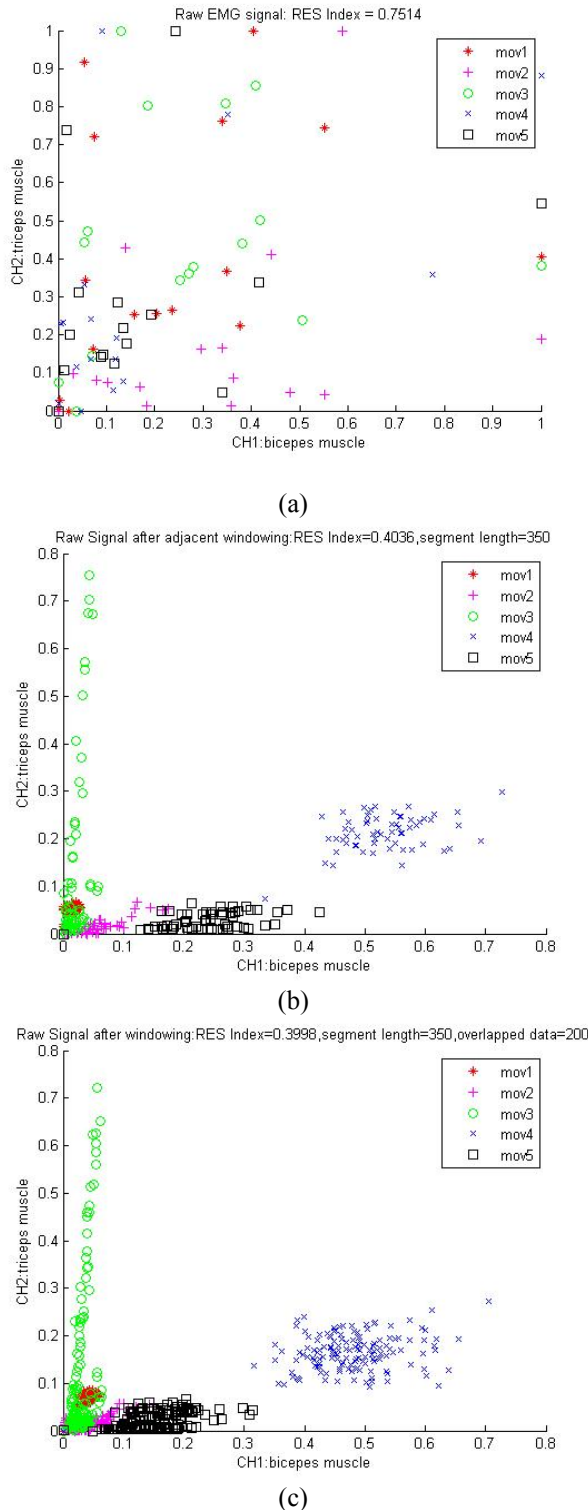 Raw EMG signal: RES Index = 0.7514
1
0.9
0.8
0.7
0.6
0.5
0.4
0.3
0.2
0.1
0
CH2:triceps muscle
mov1
mov2
mov3
mov4
mov5
0 0.1 0.2 0.3 0.4 0.5 0.6 0.7 0.8 0.9 1
CH1:bicepes muscle
(a)
Raw Signal after adjacent windowing:RES Index=0.4036,segment length=350
0.8
0.7
0.6
0.5
0.4
0.3
0.2
0.1
0
CH2:triceps muscle
mov1
mov2
mov3
mov4
mov5
0 0.1 0.2 0.3 0.4 0.5 0.6 0.7 0.8
CH1:bicepes muscle
(b)
Raw Signal after windowing:RES Index=0.3998,segment length=350,overlapped data=200
0.8
0.7
0.6
0.5
0.4
0.3
0.2
0.1
0
CH2:triceps muscle
mov1
mov2
mov3
mov4
mov5
0 0.1 0.2 0.3 0.4 0.5 0.6 0.7 0.8
CH1:bicepes muscle
(c)